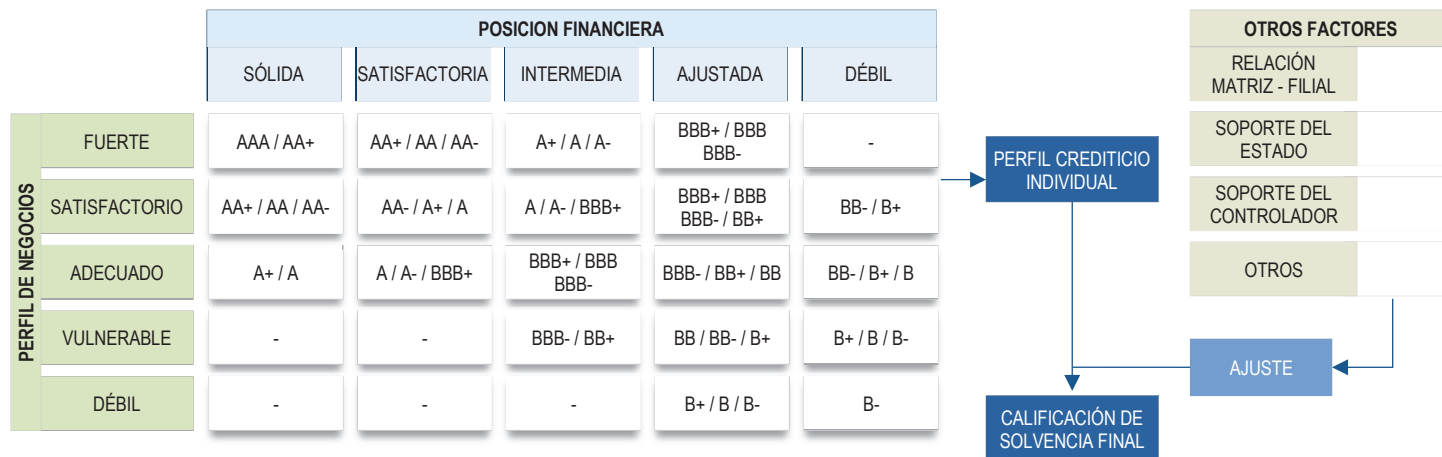 POSICION FINANCIERA
SÓLIDA
SATISFACTORIA
INTERMEDIA
AJUSTADA
DÉBIL
PERFIL DE NEGOCIOS
FUERTE
AAA / AA+
AA+ / AA / AA-
A+ / A / A-
BBB+ / BBB
BBB-
-
SATISFACTORIO
AA+ / AA / AA-
AA- / A+ / A
A / A- / BBB+
BBB+ / BBB
BBB- / BB+
BB- / B+
ADECUADO
A+ / A
A / A- / BBB+
BBB+ / BBB
BBB-
BBB- / BB+ / BB
BB- / B+ / B
VULNERABLE
-
-
BBB- / BB+
BB / BB- / B+
B+ / B / B-
DÉBIL
-
-
-
B+ / B / B-
B-
PERFIL CREDITICIO
INDIVIDUAL
CALIFICACIÓN DE
SOLVENCIA FINAL
OTROS FACTORES
RELACIÓN
MATRIZ - FILIAL
SOPORTE DEL
ESTADO
SOPORTE DEL
CONTROLADOR
OTROS
AJUSTE